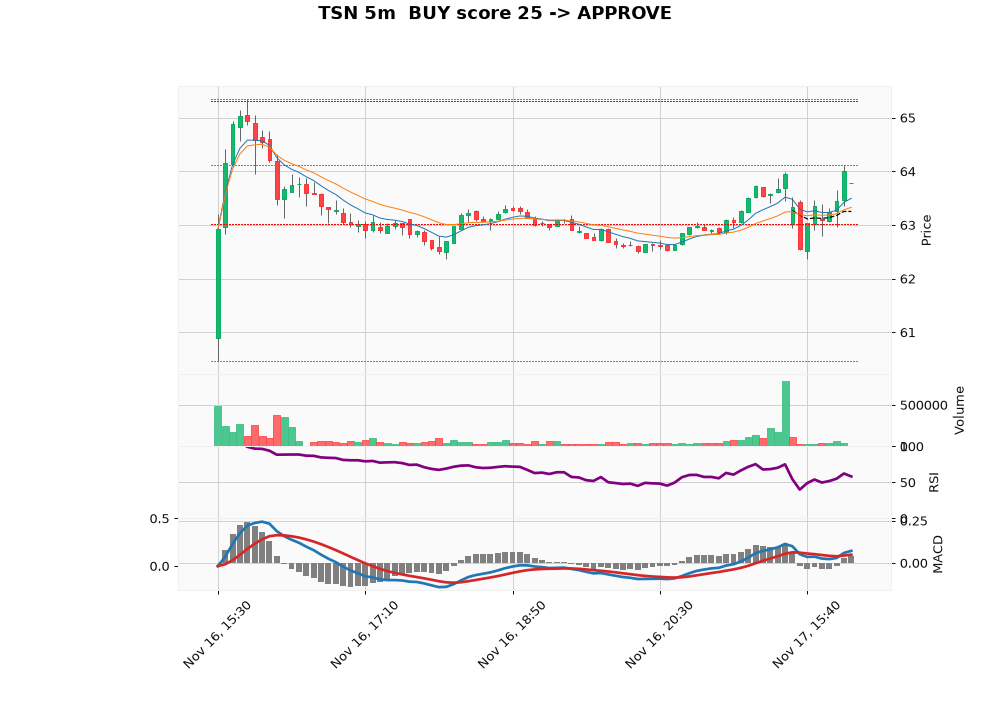 TSN 5m  BUY score 25 -> APPROVE
65
64
63
62
61
Price
500000
0
Volume
100
50
0
RSI
0.5
0.0
0.25
0.00
MACD
Nov 16, 15:30
Nov 16, 17:10
Nov 16, 18:50
Nov 16, 20:30
Nov 17, 15:40